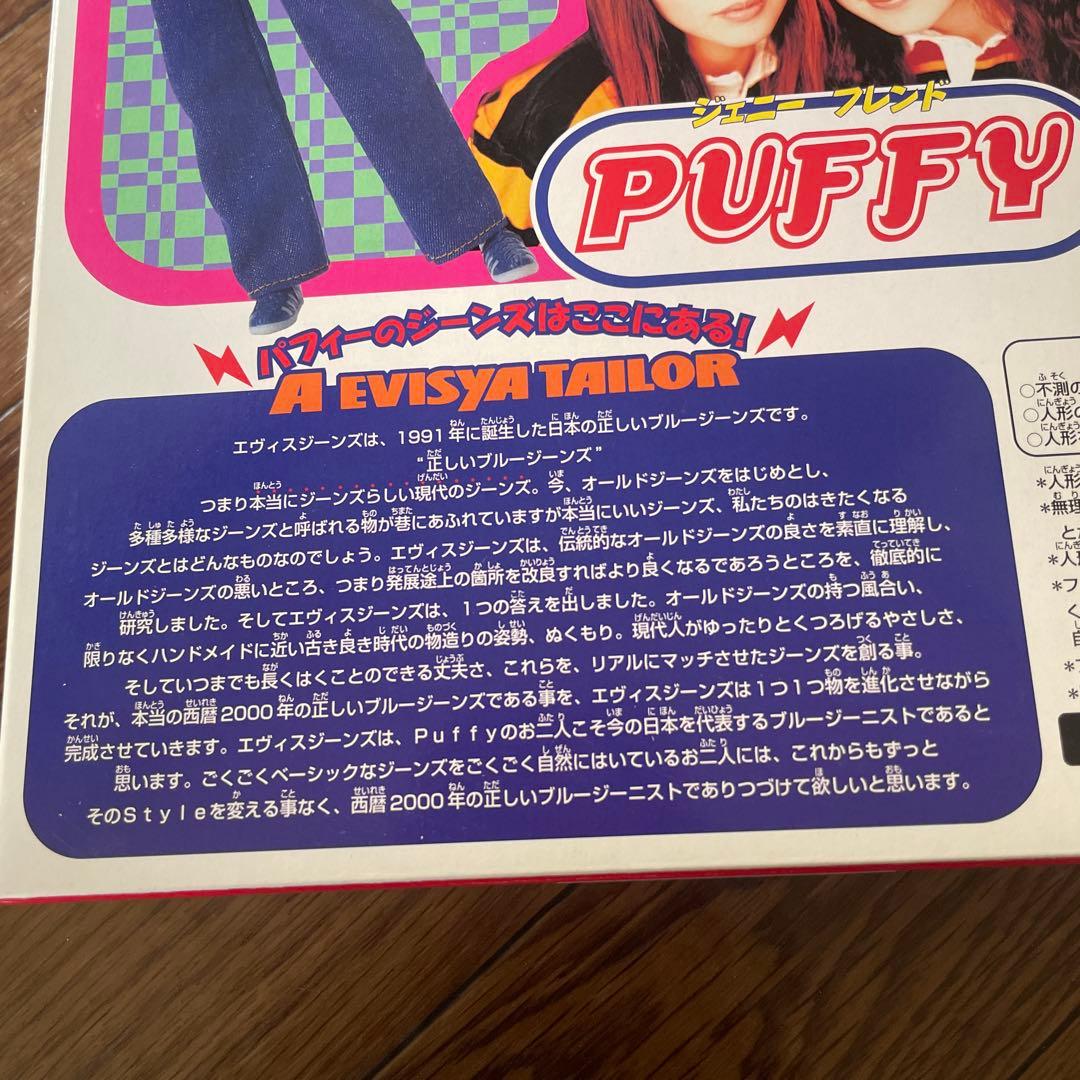 ジェニー フレンド
PUFFY
パフィーのジーンズはここにある!
A EVISYA TAILOR
エヴィスジーンズは、1991年に誕生した日本の正しいブルージーンズです。
“正しいブルージーンズ”
つまり本当にジーンズらしい現代のジーンズ。今、オールドジーンズをはじめとし、
多種多様なジーンズと呼ばれる物が巷にあふれていますが本当にいいジーンズ、私たちのはきたくなる
ジーンズとはどんなものなのでしょう。エヴィスジーンズは、伝統的なオールドジーンズの良さを素直に理解し、
オールドジーンズの悪いところ、つまり発展途上の箇所を改良すればより良くなるであろうところを、徹底的に
研究しました。そしてエヴィスジーンズは、1つの答えを出しました。オールドジーンズの持つ風合い、
限りなくハンドメイドに近い古き良き時代の物造りの姿勢、ぬくもり。現代人がゆったりとくつろげるやさしさ、
そしていつまでも長くはくことのできる丈夫さ、これらを、リアルにマッチさせたジーンズを創る事。
それが、本当の西暦2000年の正しいブルージーンズである事を、エヴィスジーンズは1つ1つ物を進化させながら
完成させていきます。エヴィスジーンズは、Puffyのお二人こそ今の日本を代表するブルージーニストであると
思います。ごくごくベーシックなジーンズをごくごく自然にはいているお二人には、これからもずっと
そのStyleを変える事なく、西暦2000年の正しいブルージーニストでありつづけて欲しいと思います。
○不測の
○人形の
○人形
*人形
*無理
と
*人形
*フ
く